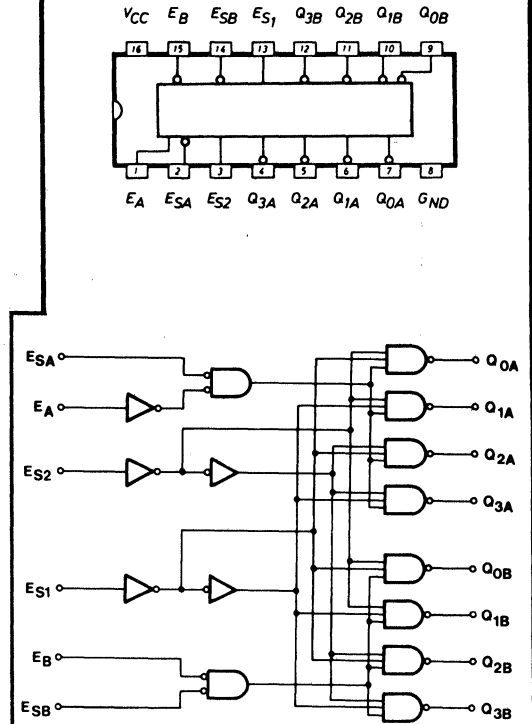 VCC EB ESB ES1 Q3B Q2B Q1B Q0B
16 15 14 13 12 11 10 9
1 2 3 4 5 6 7 8
EA ESA ES2 Q3A Q2A Q1A Q0A GND
ESA
Q0A
EA
Q1A
Q2A
ES2
Q3A
Q0B
ES1
Q1B
EB
Q2B
ESB
Q3B